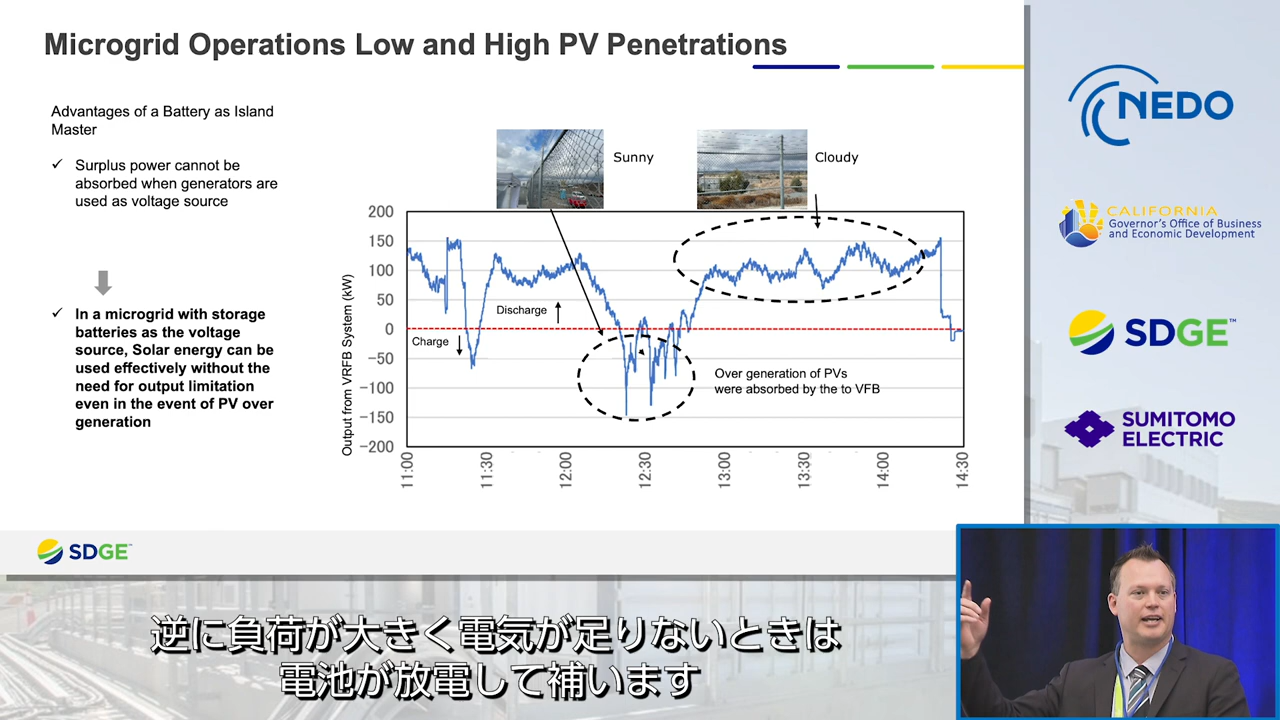 Microgrid Operations Low and High PV Penetrations
Advantages of a Battery as Island
Master
✓ Surplus power cannot be
absorbed when generators are
used as voltage source
✓ In a microgrid with storage
batteries as the voltage
source, Solar energy can be
used effectively without the
need for output limitation
even in the event of PV over
generation
Sunny
Cloudy
Output from VRFB System (kW)
200
150
100
50
0
−50
−100
−150
−200
Discharge
Charge
Over generation of PVs
were absorbed by the to VFB
11:00
11:30
12:00
12:30
13:00
13:30
14:00
14:30
SDGE™
NEDO
CALIFORNIA
Governor's Office of Business
and Economic Development
SDGE™
SUMITOMO
ELECTRIC
逆に負荷が大きく電気が足りないときは
電池が放電して補います